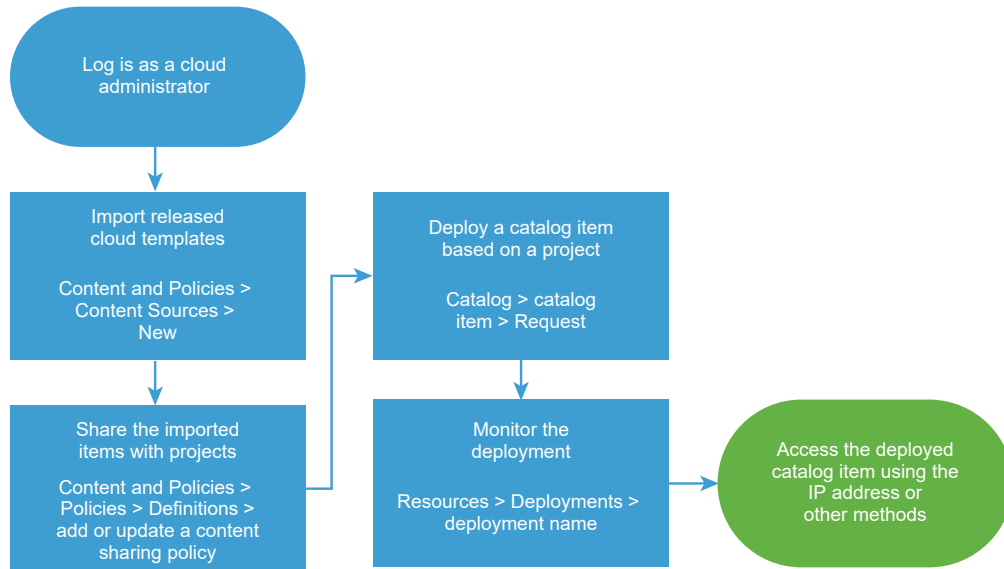 Log is as a cloud
administrator
Import released
cloud templates
Content and Policies >
Content Sources >
New
Share the imported
items with projects
Content and Policies >
Policies > Definitions >
add or update a content
sharing policy
Deploy a catalog item
based on a project
Catalog > catalog
item > Request
Monitor the
deployment
Resources > Deployments >
deployment name
Access the deployed
catalog item using the
IP address or
other methods